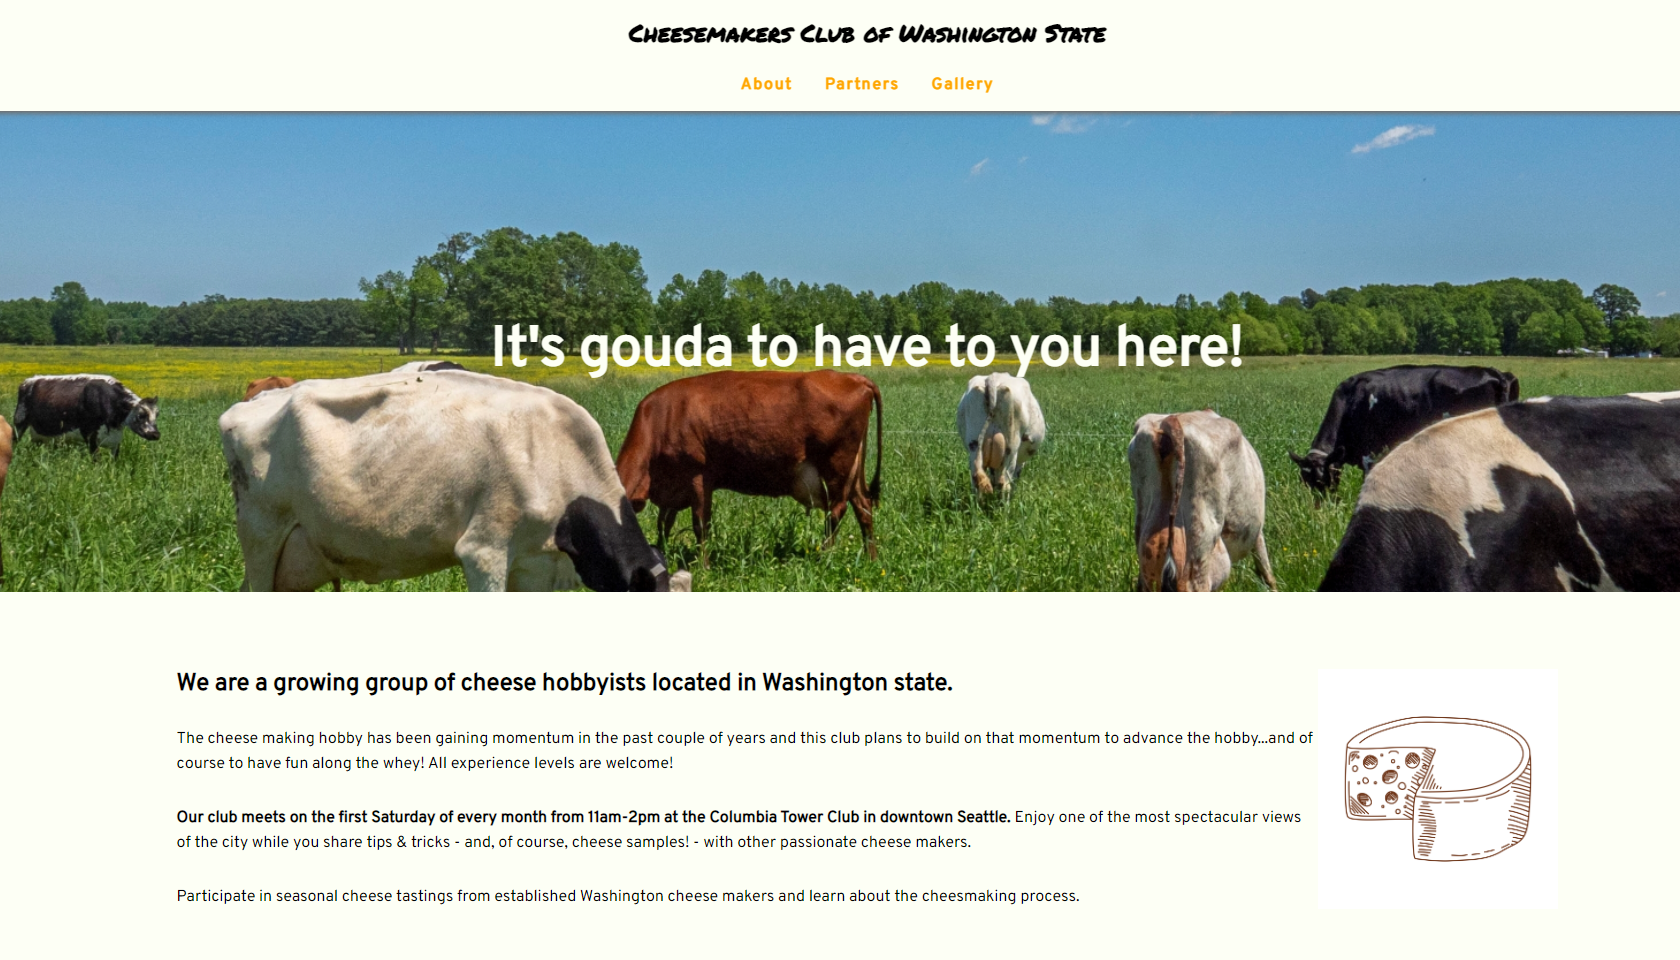 Cheesemakers Club of Washington State
About Partners Gallery
It's gouda to have to you here!
We are a growing group of cheese hobbyists located in Washington state.
The cheese making hobby has been gaining momentum in the past couple of years and this club plans to build on that momentum to advance the hobby...and of
course to have fun along the whey! All experience levels are welcome!
Our club meets on the first Saturday of every month from 11am-2pm at the Columbia Tower Club in downtown Seattle. Enjoy one of the most spectacular views
of the city while you share tips & tricks - and, of course, cheese samples! - with other passionate cheese makers.
Participate in seasonal cheese tastings from established Washington cheese makers and learn about the cheesmaking process.